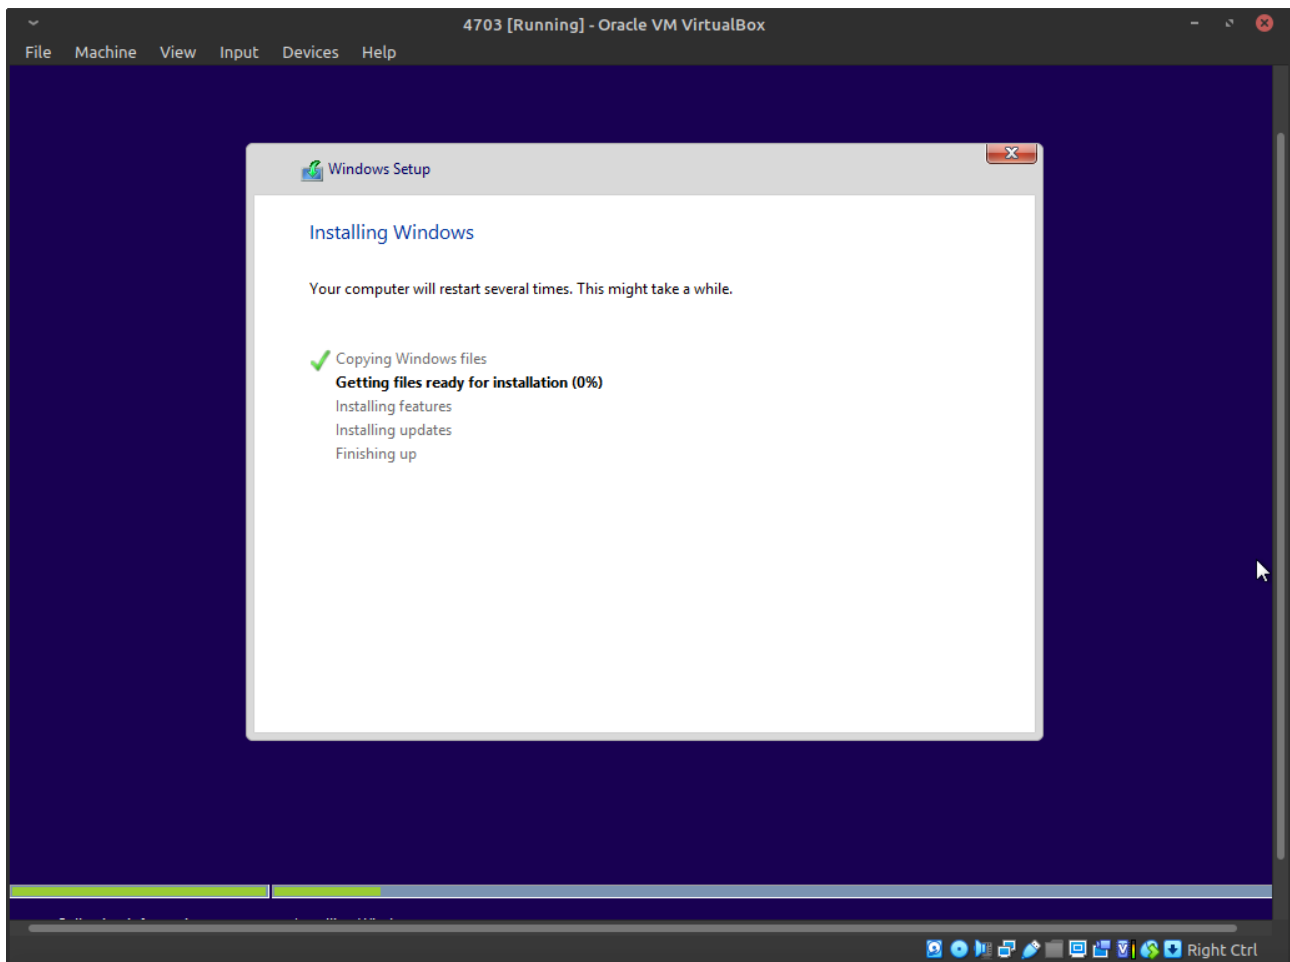 4703 [Running] - Oracle VM VirtualBox
File Machine View Input Devices Help
Windows Setup
Installing Windows
Your computer will restart several times. This might take a while.
Copying Windows files
Getting files ready for installation (0%)
Installing features
Installing updates
Finishing up
Right Ctrl